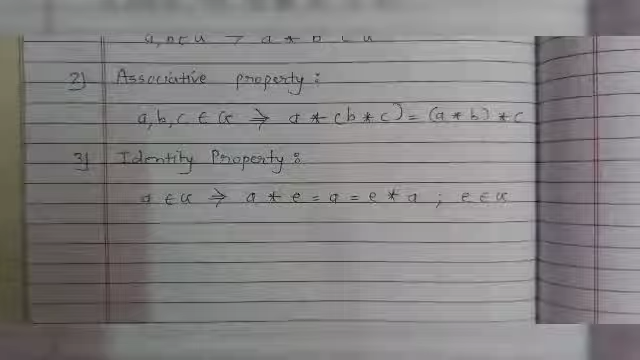 2) Associative property :
a, b, c ∈ G ⇒ a * (b * c) = (a * b) * c
3) Identity Property :
a ∈ G ⇒ a * e = a = e * a ; e ∈ G